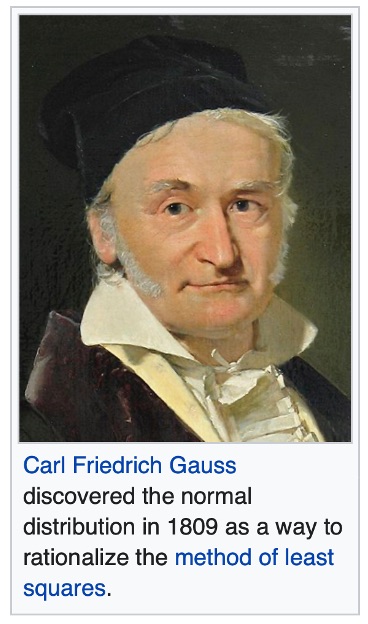 Carl Friedrich Gauss
discovered the normal
distribution in 1809 as a way to
rationalize the method of least
squares.